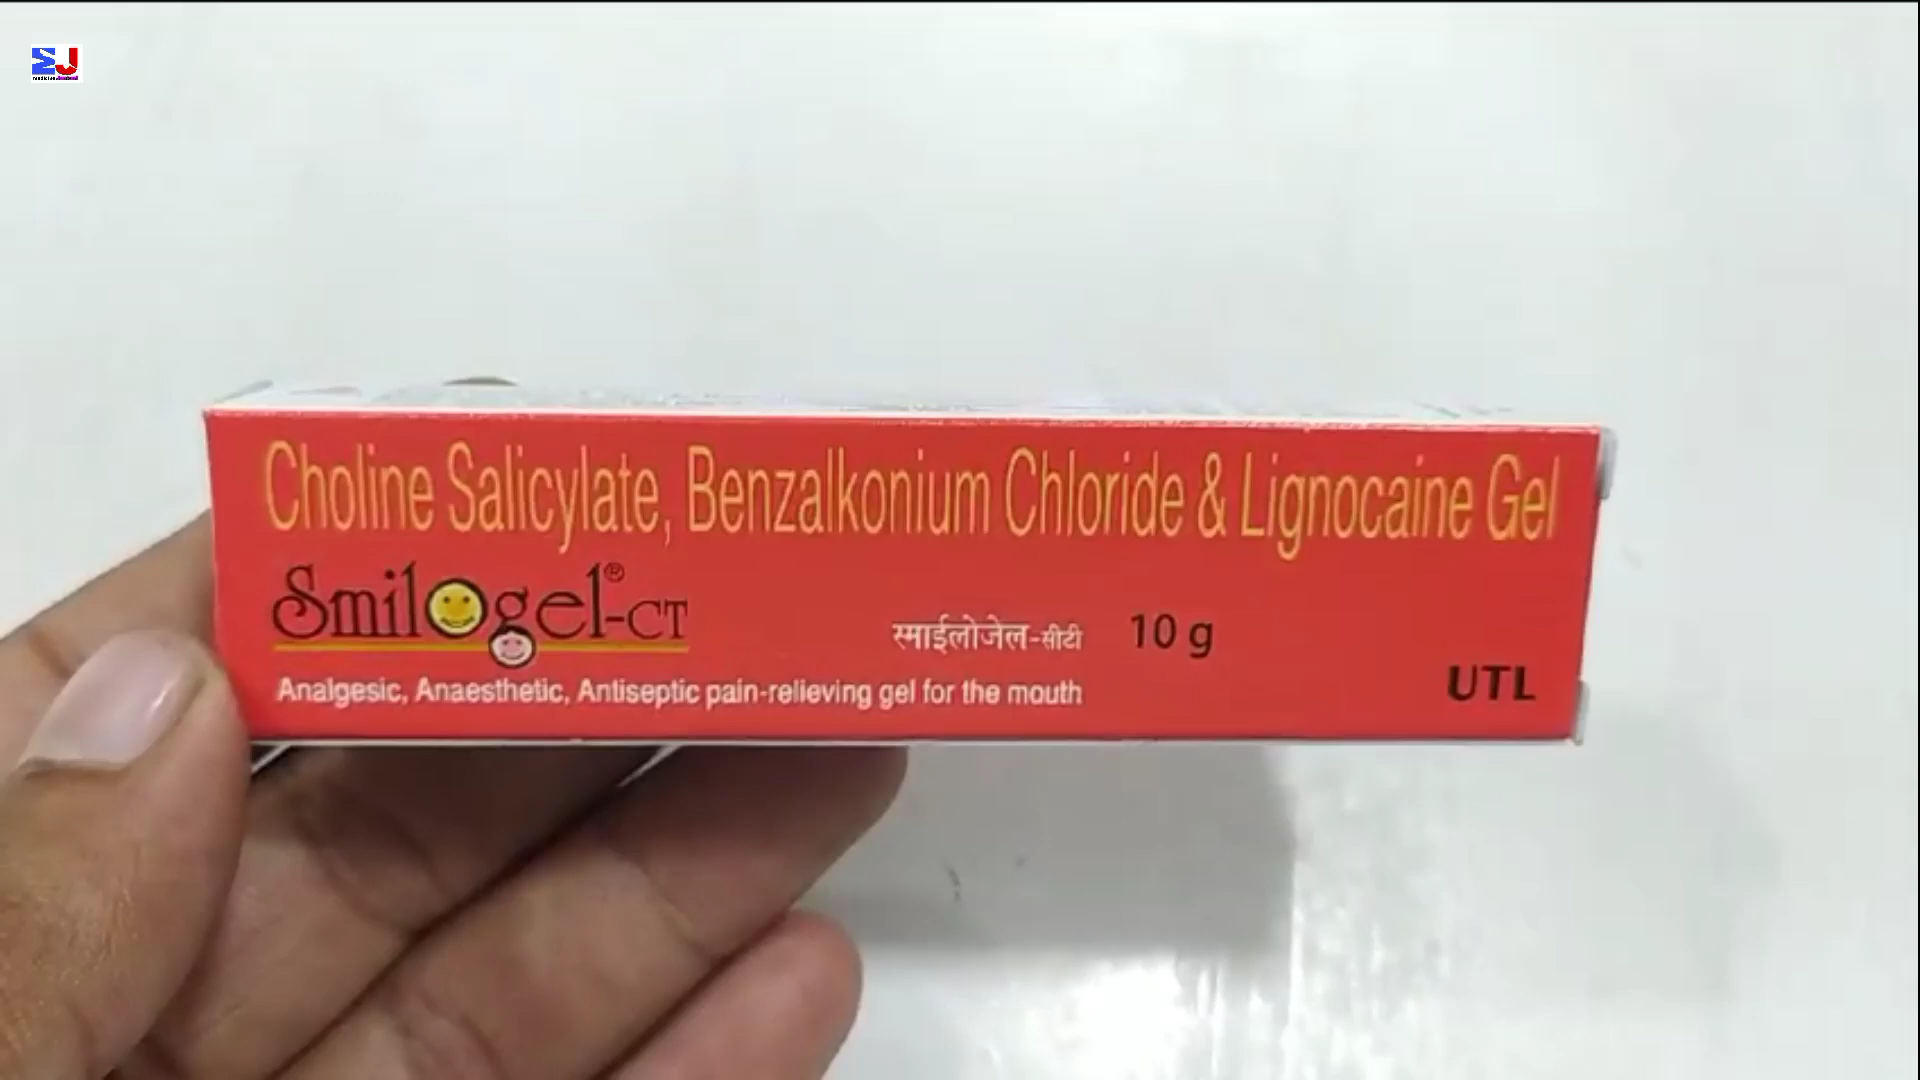 Choline Salicylate, Benzalkonium Chloride & Lignocaine Gel
Smilogel®-CT
स्माईलोजेल-सीटी 10 g
Analgesic, Anaesthetic, Antiseptic pain-relieving gel for the mouth
UTL